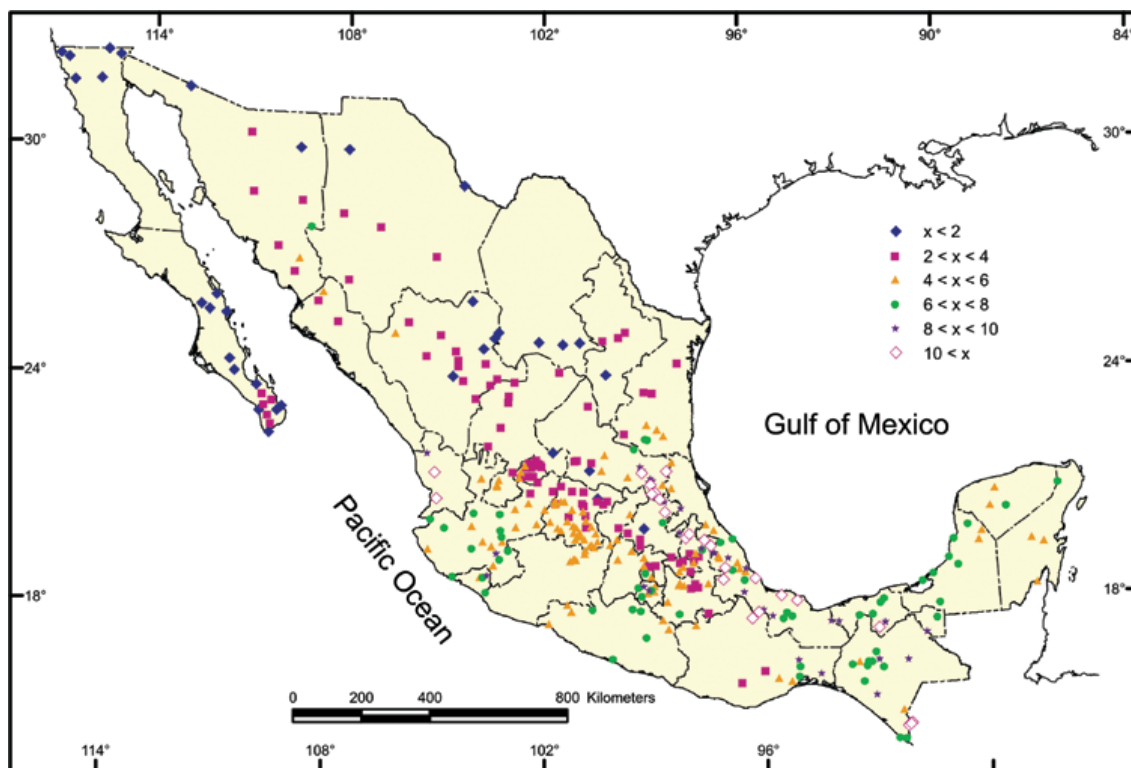 114° 108° 102° 96° 90° 84°
30° 30°
x < 2
2 < x < 4
4 < x < 6
6 < x < 8
8 < x < 10
10 < x
24° 24°
Gulf of Mexico
Pacific Ocean
18° 18°
0 200 400 800 Kilometers
114° 108° 102° 96°